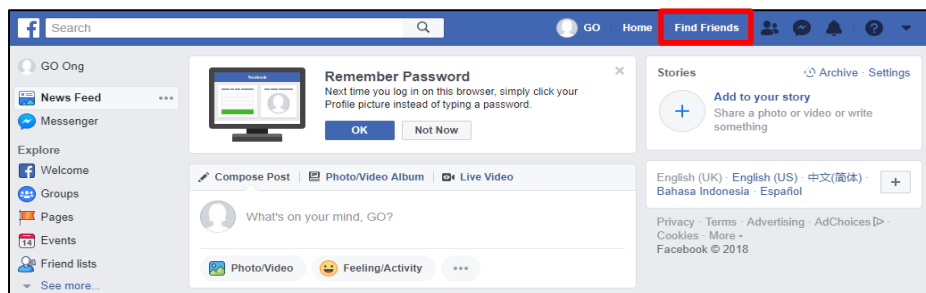 f Search GO Home Find Friends ?
GO Ong
News Feed
Messenger
Explore
Welcome
Groups
Pages
14 Events
Friend lists
See more...
facebook
Remember Password
Next time you log in on this browser, simply click your
Profile picture instead of typing a password.
OK Not Now
Compose Post Photo/Video Album Live Video
What's on your mind, GO?
Photo/Video Feeling/Activity
Stories Archive · Settings
Add to your story
Share a photo or video or write
something
English (UK) · English (US) · 中文(简体) ·
Bahasa Indonesia · Español
Privacy · Terms · Advertising · AdChoices ·
Cookies · More
Facebook © 2018